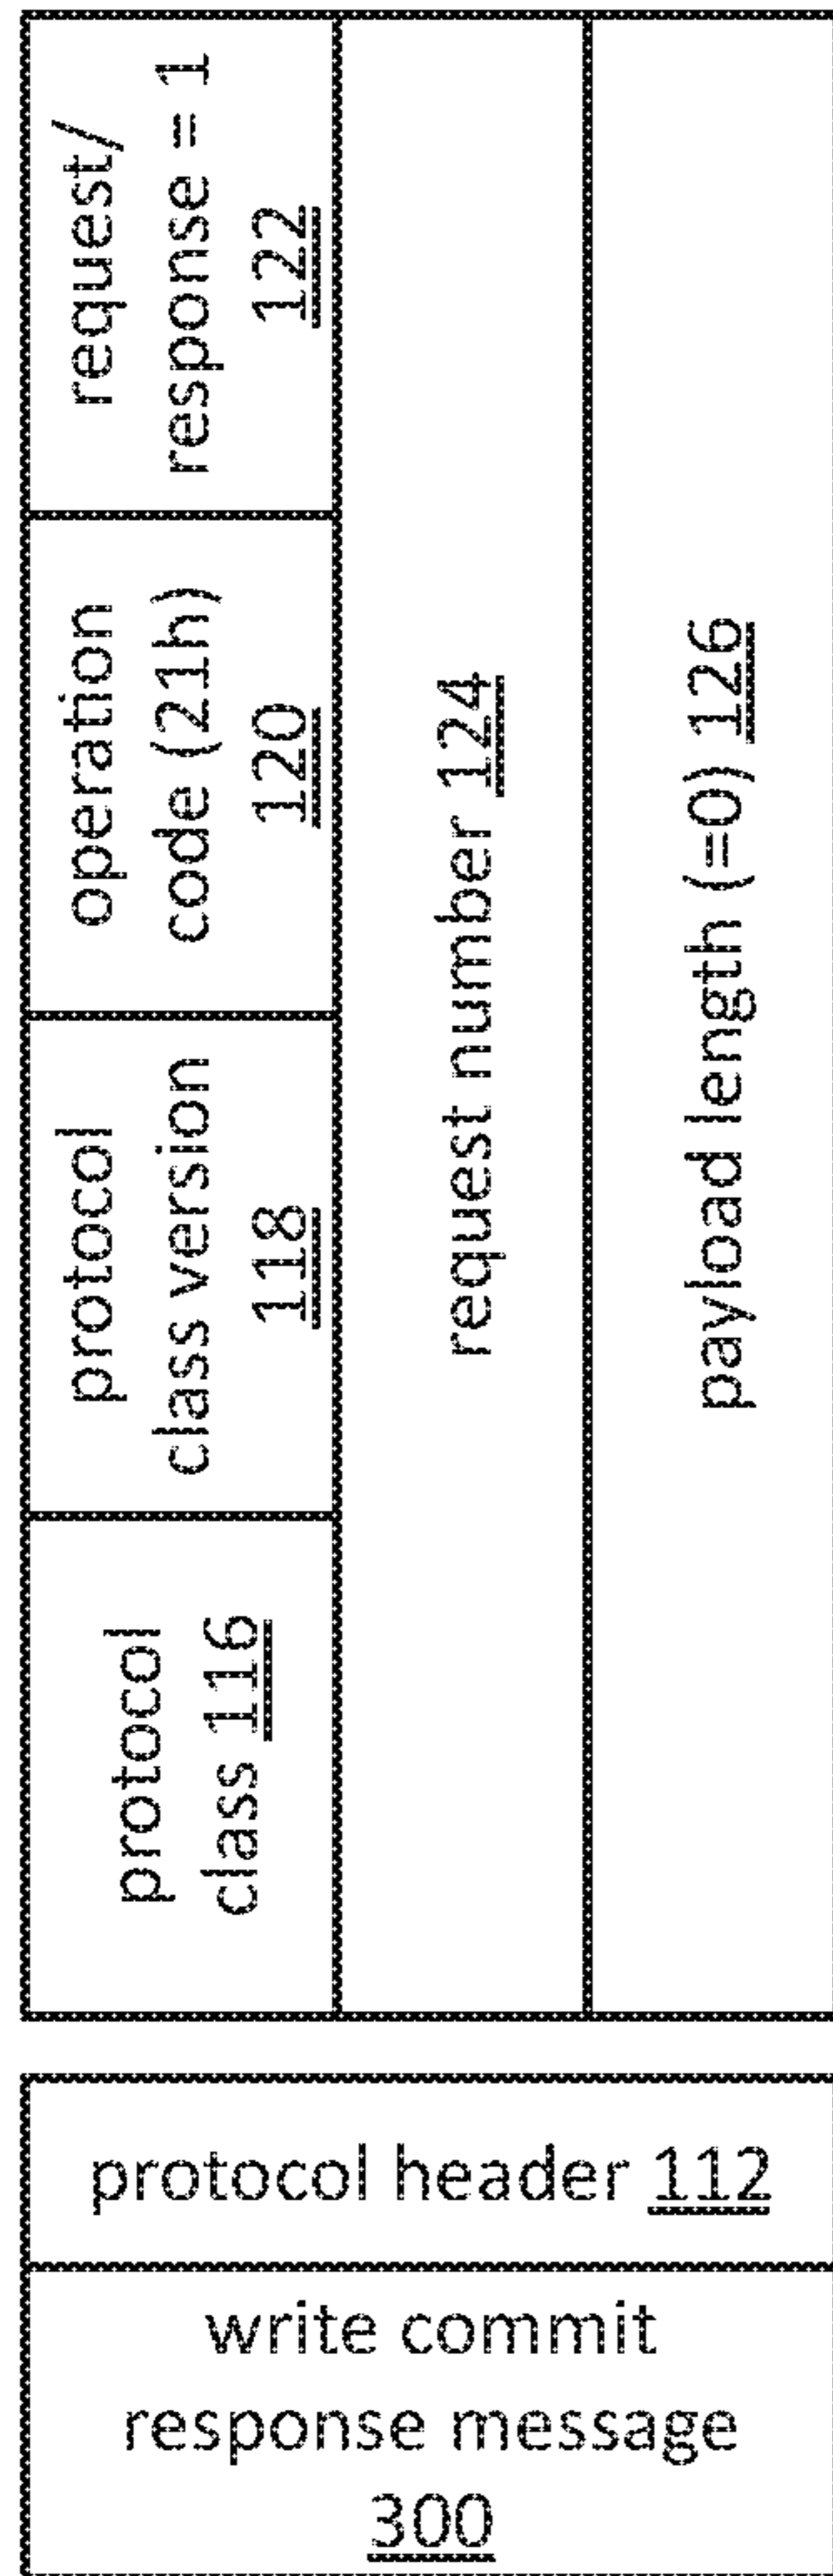 write commit
response message
300
protocol header 112
protocol
class 116
protocol
class version
118
operation
code (21h)
120
request/
response = 1
122
request number 124
payload length (=0) 126